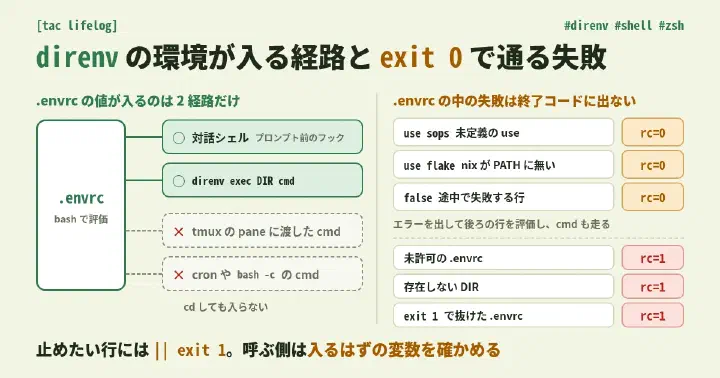 [tac lifelog]
#direnv #shell #zsh
direnv の環境が入る経路と exit 0 で通る失敗
.envrc の値が入るのは 2 経路だけ
.envrc
bash で評価
○ 対話シェル プロンプト前のフック
○ direnv exec DIR cmd
× tmux の pane に渡した cmd
× cron や bash -c の cmd
cd しても入らない
.envrc の中の失敗は終了コードに出ない
use sops 未定義の use rc=0
use flake nix が PATH に無い rc=0
false 途中で失敗する行 rc=0
エラーを出して後ろの行を評価し、cmd も走る
未許可の .envrc rc=1
存在しない DIR rc=1
exit 1 で抜けた .envrc rc=1
止めたい行には || exit 1。呼ぶ側は入るはずの変数を確かめる